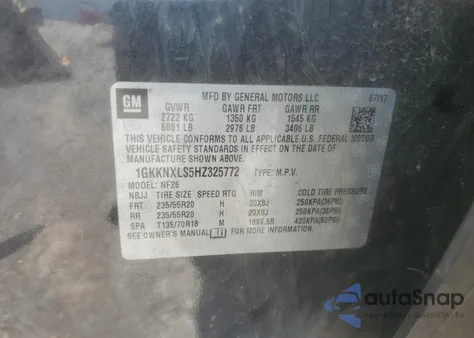 GM
MFD BY GENERAL MOTORS LLC
07/17
GVWR GAWR FRT GAWR RR
2722 KG 1350 KG 1545 KG
6001 LB 2976 LB 3406 LB
THIS VEHICLE CONFORMS TO ALL APPLICABLE U.S. FEDERAL MOTOR
VEHICLE SAFETY STANDARDS IN EFFECT ON THE DATE OF
MANUFACTURE SHOWN ABOVE.
1GKKNXLS5HZ325772 TYPE: M.P.V.
MODEL: NF26
NBJJ TIRE SIZE SPEED RTG RIM COLD TIRE PRESSURE
FRT 235/55R20 H 20X8J 250KPA(36PSI)
RR 235/55R20 H 20X8J 250KPA(36PSI)
SPA T135/70R18 M 18X4.5B 420KPA(60PSI)
SEE OWNER'S MANUAL FOR MORE INFORMATION.
autoSnap